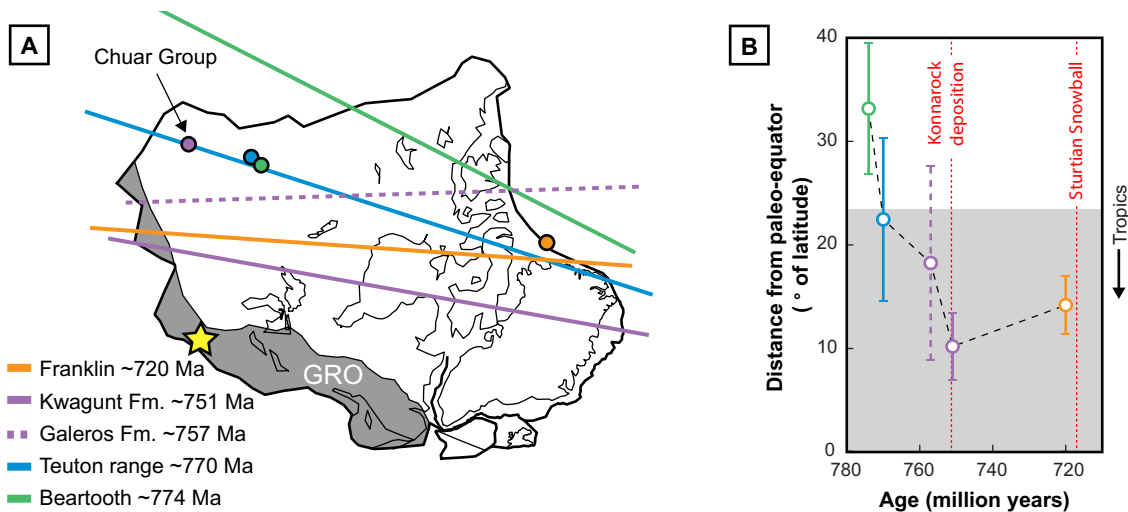 A
Chuar Group
GRO
Franklin ~720 Ma
Kwagunt Fm. ~751 Ma
Galeros Fm. ~757 Ma
Teuton range ~770 Ma
Beartooth ~774 Ma
B
Distance from paleo-equator
( ° of latitude)
40
30
20
10
0
Konnarock
deposition
Sturtian Snowball
Tropics
780
760
740
720
Age (million years)